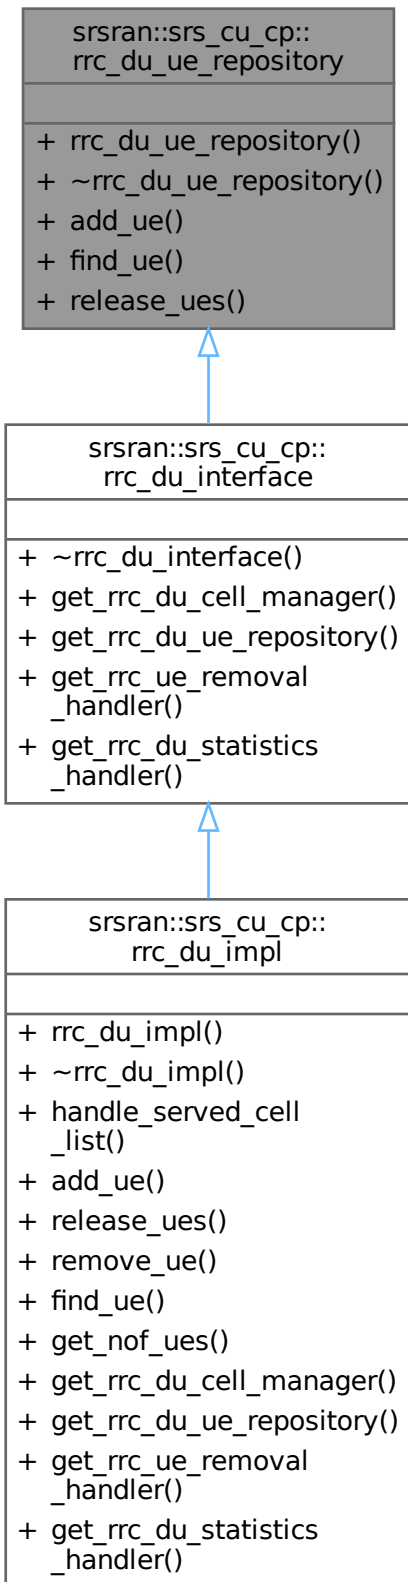 srsran::srs_cu_cp::
rrc_du_ue_repository
+ rrc_du_ue_repository()
+ ~rrc_du_ue_repository()
+ add_ue()
+ find_ue()
+ release_ues()
srsran::srs_cu_cp::
rrc_du_interface
+ ~rrc_du_interface()
+ get_rrc_du_cell_manager()
+ get_rrc_du_ue_repository()
+ get_rrc_ue_removal
_handler()
+ get_rrc_du_statistics
_handler()
srsran::srs_cu_cp::
rrc_du_impl
+ rrc_du_impl()
+ ~rrc_du_impl()
+ handle_served_cell
_list()
+ add_ue()
+ release_ues()
+ remove_ue()
+ find_ue()
+ get_nof_ues()
+ get_rrc_du_cell_manager()
+ get_rrc_du_ue_repository()
+ get_rrc_ue_removal
_handler()
+ get_rrc_du_statistics
_handler()